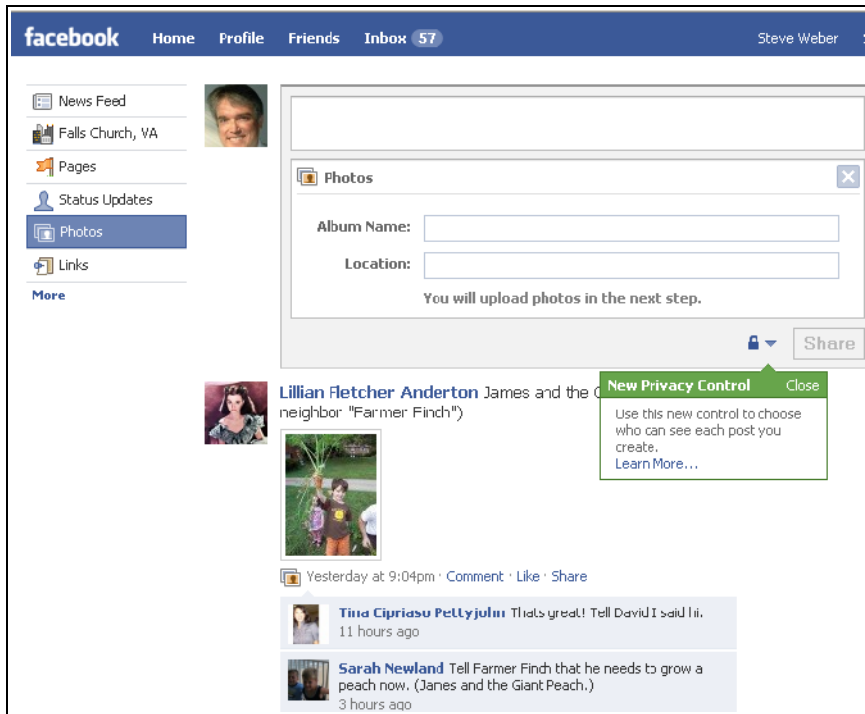 facebook Home Profile Friends Inbox 57 Steve Weber
News Feed
Falls Church, VA
Pages
Status Updates
Photos
Links
More
Photos
Album Name:
Location:
You will upload photos in the next step.
Share
New Privacy Control Close
Use this new control to choose
who can see each post you
create.
Learn More...
Lillian Fletcher Anderton James and the
neighbor "Farmer Finch")
Yesterday at 9:04pm · Comment · Like · Share
Tina Cipriaso Pettyjohn Thats great! Tell David I said hi.
11 hours ago
Sarah Newland Tell Farmer Finch that he needs to grow a
peach now. (Janes and the Giant Peach.)
3 hours ago